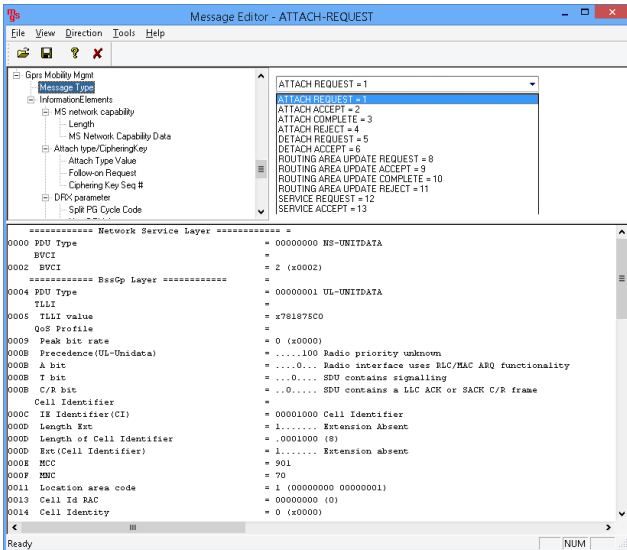 Message Editor - ATTACH-REQUEST
File View Direction Tools Help
Gprs Mobility Mgmt
Message Type
InformationElements
MS network capability
Length
MS Network Capability Data
Attach type/CipheringKey
Attach Type Value
Follow-on Request
Ciphering Key Seq #
DRX parameter
Split PG Cycle Code
ATTACH REQUEST = 1
ATTACH REQUEST = 1
ATTACH ACCEPT = 2
ATTACH COMPLETE = 3
ATTACH REJECT = 4
DETACH REQUEST = 5
DETACH ACCEPT = 6
ROUTING AREA UPDATE REQUEST = 8
ROUTING AREA UPDATE ACCEPT = 9
ROUTING AREA UPDATE COMPLETE = 10
ROUTING AREA UPDATE REJECT = 11
SERVICE REQUEST = 12
SERVICE ACCEPT = 13
============ Network Service Layer ============ =
0000 PDU Type = 00000000 NS-UNITDATA
BVCI =
0002 BVCI = 2 (x0002)
============ BssGp Layer ============ =
0004 PDU Type = 00000001 UL-UNITDATA
TLLI =
0005 TLLI value = x781875C0
QoS Profile =
0009 Peak bit rate = 0 (x0000)
000B Precedence(UL-Unidata) = .....100 Radio priority unknown
000B A bit = ....0... Radio interface uses RLC/MAC ARQ functionality
000B T bit = ...0.... SDU contains signalling
000B C/R bit = ..0..... SDU contains a LLC ACK or SACK C/R frame
Cell Identifier =
000C IE Identifier(CI) = 00001000 Cell Identifier
000D Length Ext = 1....... Extension Absent
000D Length of Cell Identifier = .0001000 (8)
000D Ext(Cell Identifier) = 1....... Extension absent
000E MCC = 901
000F MNC = 70
0011 Location area code = 1 (00000000 00000001)
0013 Cell Id RAC = 00000000 (0)
0014 Cell Identity = 0 (x0000)
Ready NUM